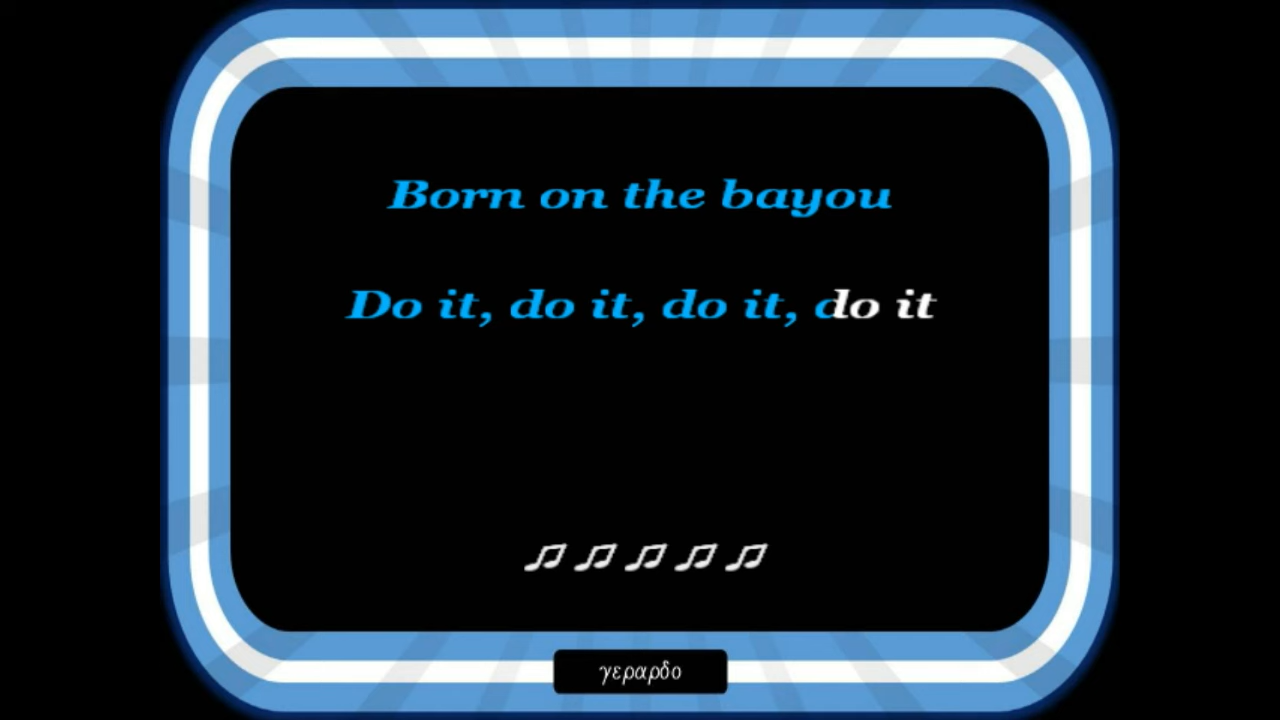 Born on the bayou
Do it, do it, do it, do it
♫ ♫ ♫ ♫ ♫
γεραρδο